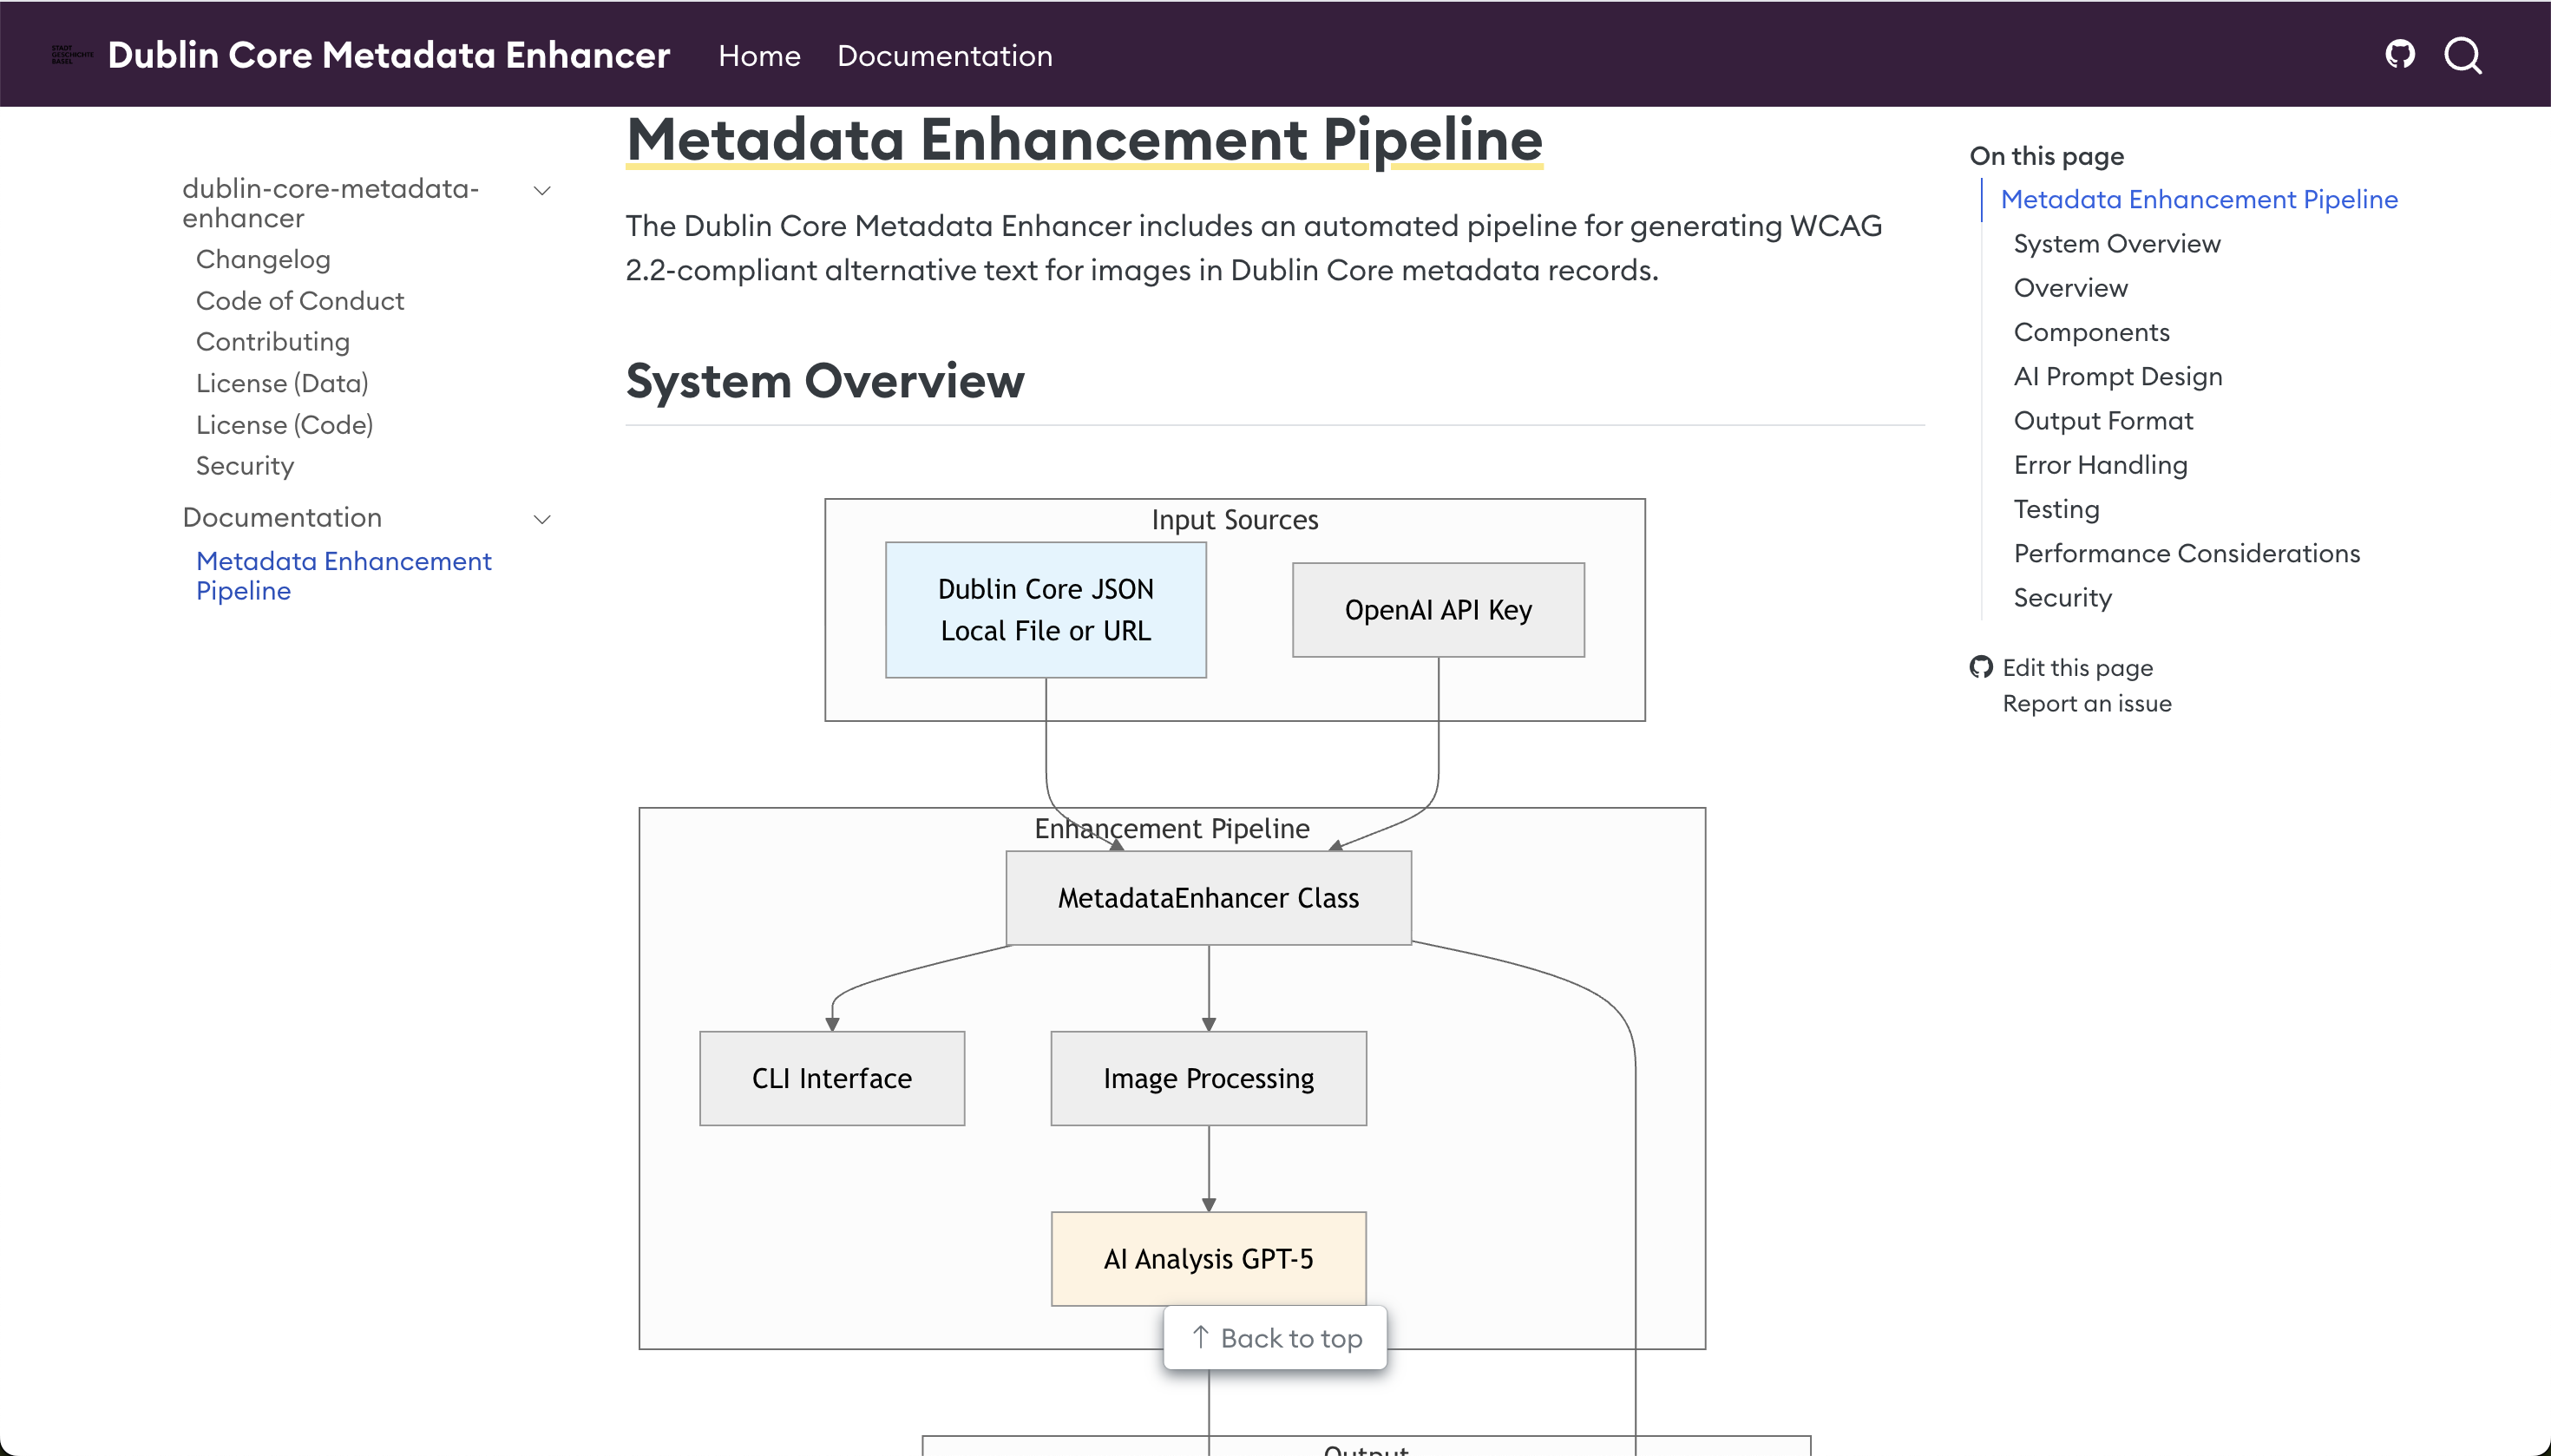 STADT
GESCHICHTE
BASEL
Dublin Core Metadata Enhancer
Home
Documentation
dublin-core-metadata-
enhancer
Changelog
Code of Conduct
Contributing
License (Data)
License (Code)
Security
Documentation
Metadata Enhancement
Pipeline
Metadata Enhancement Pipeline
The Dublin Core Metadata Enhancer includes an automated pipeline for generating WCAG
2.2-compliant alternative text for images in Dublin Core metadata records.
System Overview
Input Sources
Dublin Core JSON
Local File or URL
OpenAI API Key
Enhancement Pipeline
MetadataEnhancer Class
CLI Interface
Image Processing
AI Analysis GPT-5
↑ Back to top
Output
On this page
Metadata Enhancement Pipeline
System Overview
Overview
Components
AI Prompt Design
Output Format
Error Handling
Testing
Performance Considerations
Security
Edit this page
Report an issue